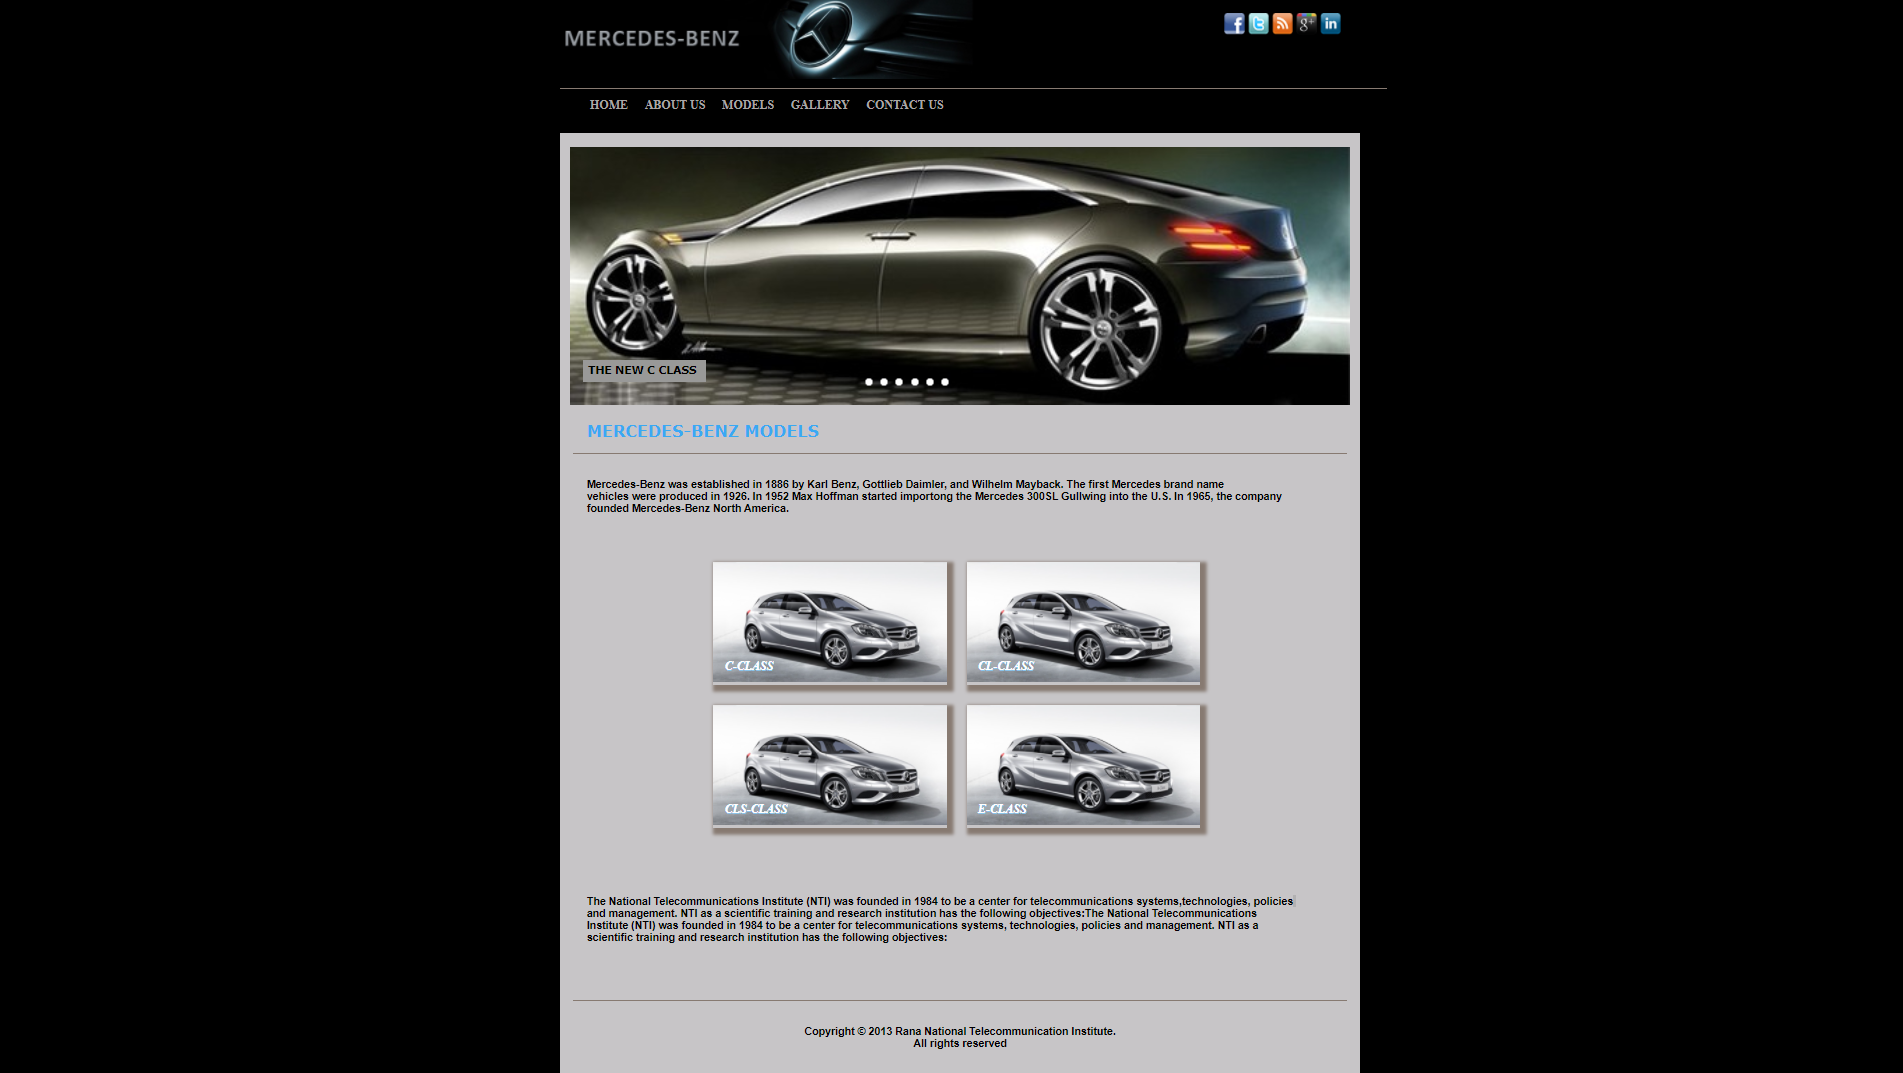 MERCEDES-BENZ
HOME ABOUT US MODELS GALLERY CONTACT US
THE NEW C CLASS
MERCEDES-BENZ MODELS
Mercedes-Benz was established in 1886 by Karl Benz, Gottlieb Daimler, and Wilhelm Mayback. The first Mercedes brand name
vehicles were produced in 1926. In 1952 Max Hoffman started importong the Mercedes 300SL Gullwing into the U.S. In 1965, the company
founded Mercedes-Benz North America.
C-CLASS
CL-CLASS
CLS-CLASS
E-CLASS
The National Telecommunications Institute (NTI) was founded in 1984 to be a center for telecommunications systems,technologies, policies
and management. NTI as a scientific training and research institution has the following objectives:The National Telecommunications
Institute (NTI) was founded in 1984 to be a center for telecommunications systems, technologies, policies and management. NTI as a
scientific training and research institution has the following objectives:
Copyright © 2013 Rana National Telecommunication Institute.
All rights reserved